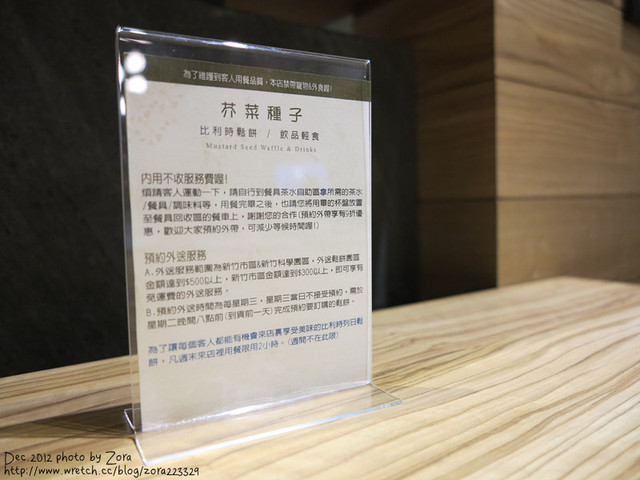 為了維護到客人用餐品質，本店禁帶寵物&外食喔!
芥菜種子
比利時鬆餅 / 飲品輕食
Mustard Seed Waffle & Drinks
內用不收服務費喔!
煩請客人運動一下，請自行到餐具茶水自助區拿所需的茶水
/餐具/調味料等，用餐完畢之後，也請您將用畢的杯盤放置
至餐具回收區的餐車上，謝謝您的合作(預約外帶享有9折優
惠，歡迎大家預約外帶，可減少等候時間喔!)
預約外送服務
A.外送服務範圍為新竹市區&新竹科學園區，外送鬆餅園區
金額達到$500以上，新竹市區金額達到$300以上，即可享有
免運費的外送服務。
B.預約外送時間為每星期三，星期三當日不接受預約，需於
星期二晚間八點前(到貨前一天)完成預約要訂購的鬆餅。
為了讓每個客人都能有機會來店裏享受美味的比利時列日鬆
餅，凡週末來店裡用餐限用2小時。(週間不在此限)
Dec.2012 photo by Zora
http://www.wretch.cc/blog/zora223329